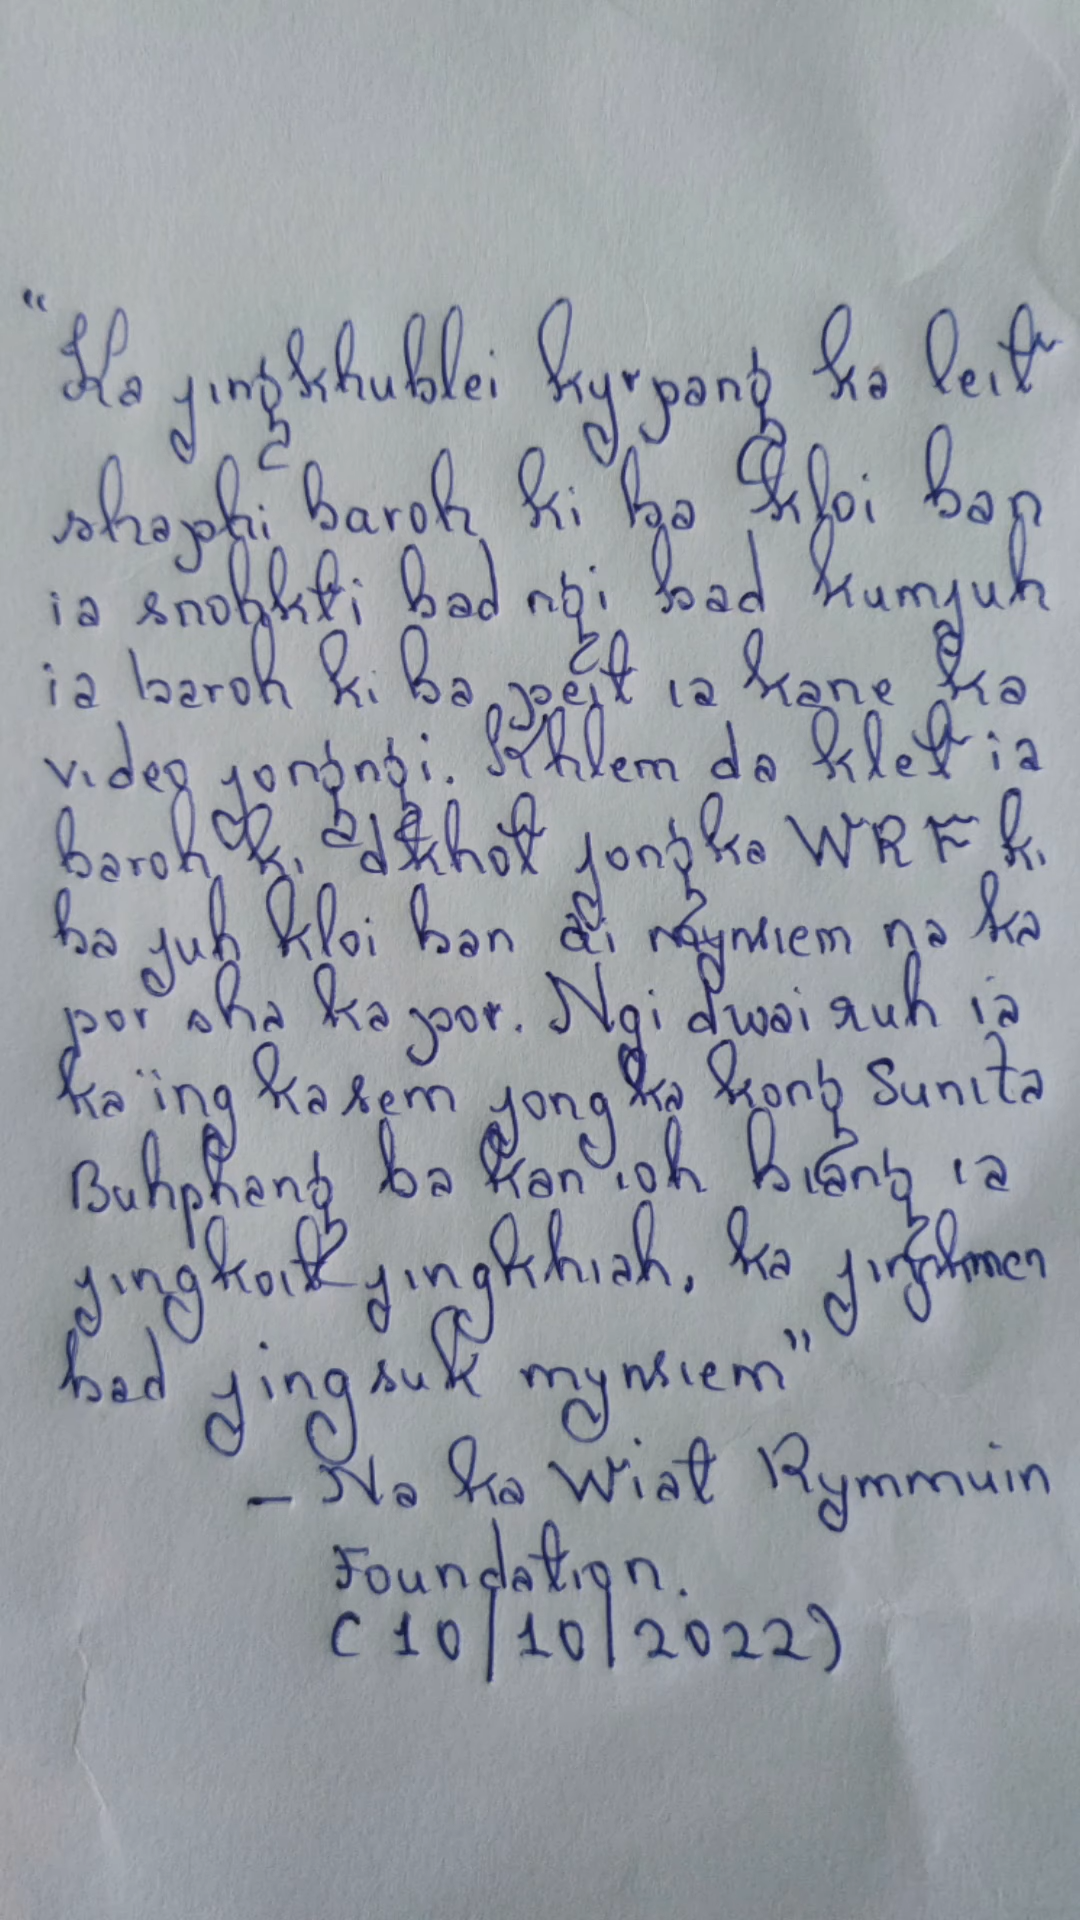 "Ka jingkhublei kyrpang ka leit
shaphi baroh ki ba kloi ban
ia snohkti bad ngi bad kumjuh
ia baroh ki ba peit ia kane ka
video jongngi. Khlem da klet ia
baroh ki dkhot jong ka WRF ki
ba juh kloi ban ai mynsiem na ka
por sha ka por. Ngi dwai ruh ia
ka ïing ka sem jong ka kong Sunita
Buhphang ba kan ioh biang ia
jingkoit jingkhiah, ka jingkmen
bad jingsuk mynsiem"
- Na ka Wiat Rymmuin
Foundation.
(10/10/2022)